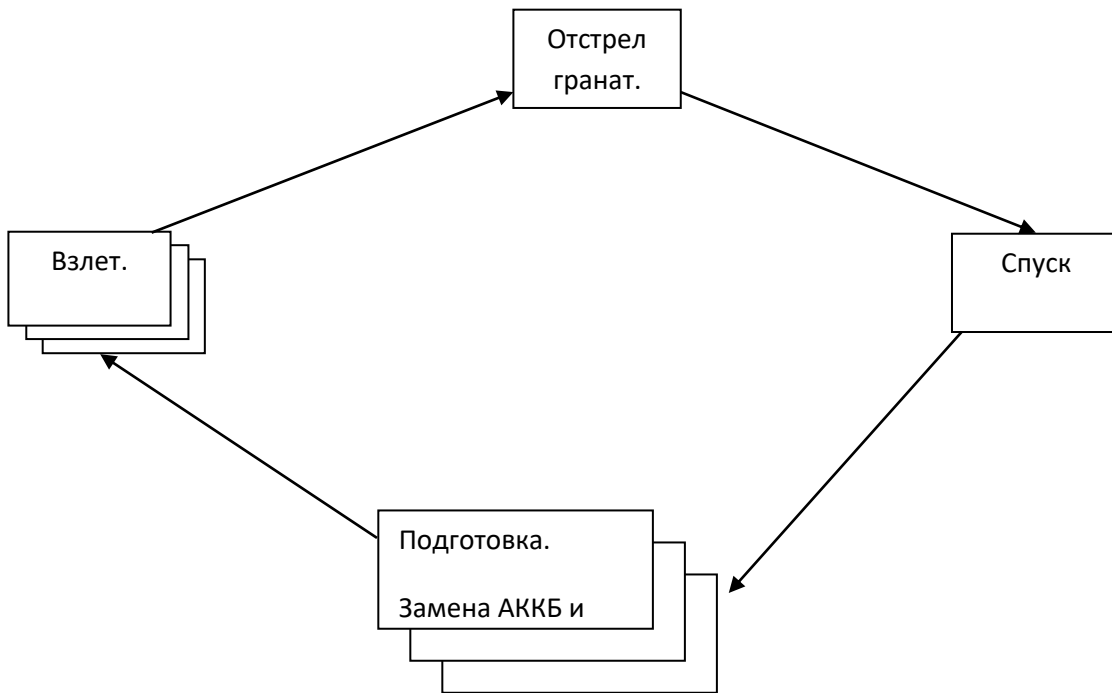 Отстрел
гранат.
Взлет.
Спуск
Подготовка.
Замена АККБ и